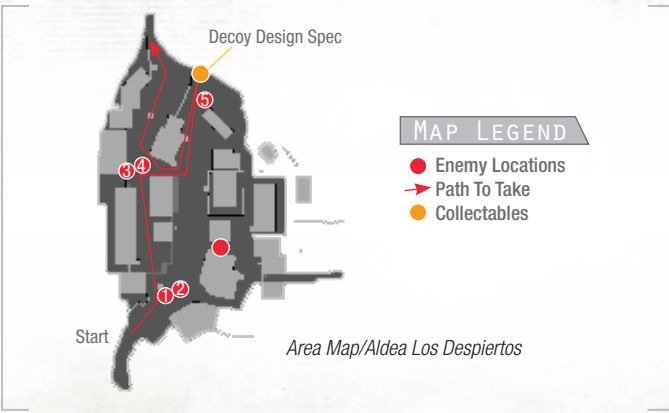 Decoy Design Spec
5
3 4
1 2
Start
Area Map/Aldea Los Despiertos
MAP LEGEND
Enemy Locations
Path To Take
Collectables